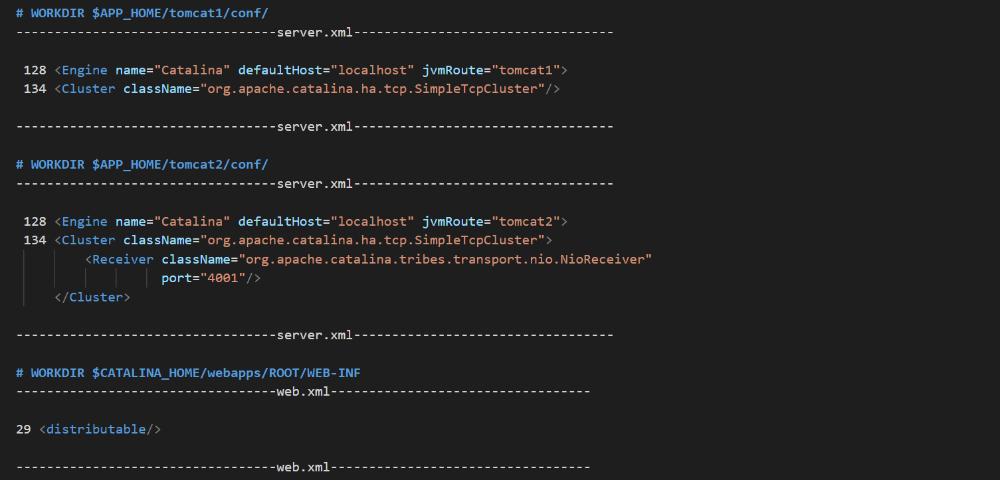 # WORKDIR $APP_HOME/tomcat1/conf/
----------------------------------server.xml----------------------------------
128 <Engine name="Catalina" defaultHost="localhost" jvmRoute="tomcat1">
134 <Cluster className="org.apache.catalina.ha.tcp.SimpleTcpCluster"/>
----------------------------------server.xml----------------------------------
# WORKDIR $APP_HOME/tomcat2/conf/
----------------------------------server.xml----------------------------------
128 <Engine name="Catalina" defaultHost="localhost" jvmRoute="tomcat2">
134 <Cluster className="org.apache.catalina.ha.tcp.SimpleTcpCluster">
<Receiver className="org.apache.catalina.tribes.transport.nio.NioReceiver"
port="4001"/>
</Cluster>
----------------------------------server.xml----------------------------------
# WORKDIR $CATALINA_HOME/webapps/ROOT/WEB-INF
----------------------------------web.xml----------------------------------
29 <distributable/>
----------------------------------web.xml----------------------------------